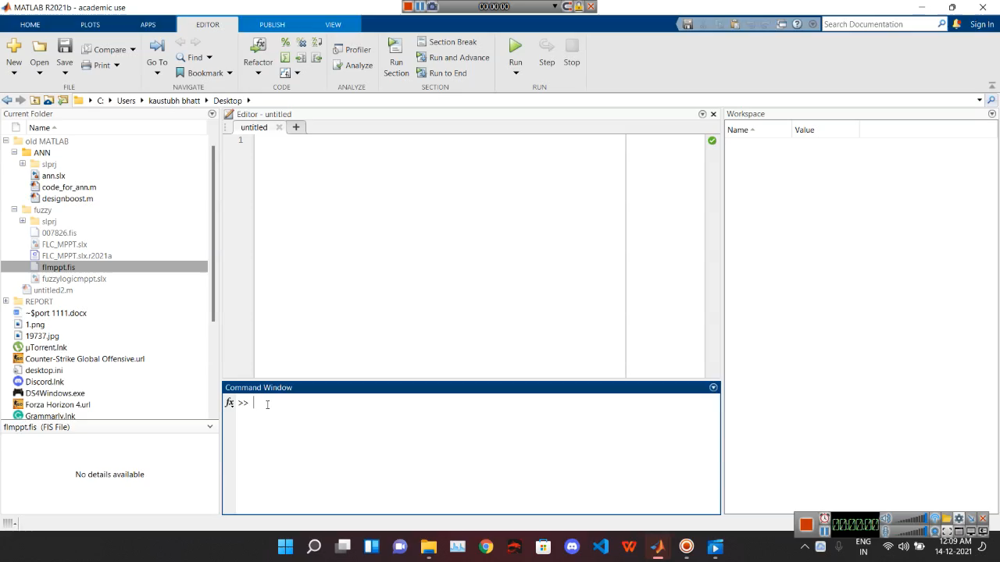 MATLAB R2021b - academic use
00:00:00
HOME PLOTS APPS EDITOR PUBLISH VIEW
Search Documentation
Sign In
New Open Save Compare Print
Go To Find Bookmark
Refactor
Profiler Analyze
Run Section
Section Break
Run and Advance
Run to End
Run Step Stop
FILE NAVIGATE CODE ANALYZE SECTION RUN
C: Users kaustubh bhatt Desktop
Current Folder
Name
old MATLAB
ANN
slprj
ann.slx
code_for_ann.m
designboost.m
fuzzy
slprj
007826.fis
FLC_MPPT.slx
FLC_MPPT.slx.r2021a
flmppt.fis
fuzzylogicmppt.slx
untitled2.m
REPORT
~$port 1111.docx
1.png
19737.jpg
µTorrent.lnk
Counter-Strike Global Offensive.url
desktop.ini
Discord.lnk
DS4Windows.exe
Forza Horizon 4.url
Grammarly.lnk
flmppt.fis (FIS File)
No details available
Editor - untitled
untitled
1
Command Window
fx >>
Workspace
Name Value
00:00:00
ENG
IN
12:09 AM
14-12-2021